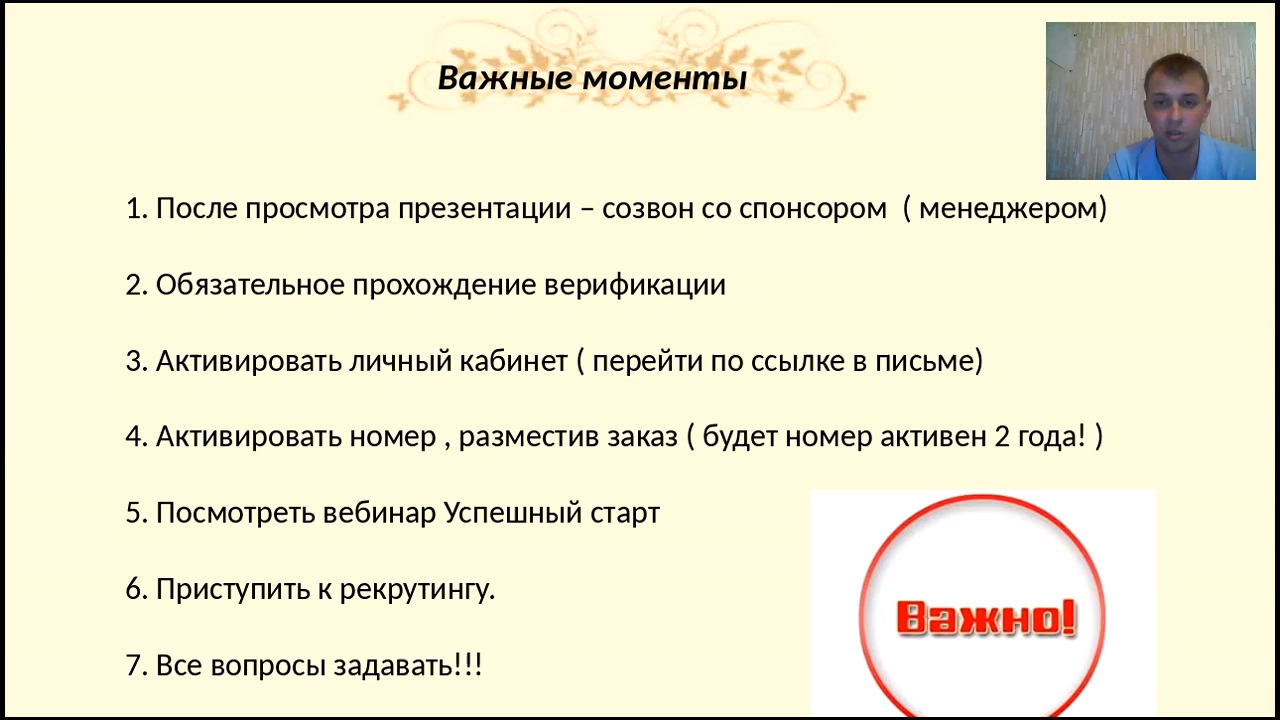 Важные моменты
1. После просмотра презентации – созвон со спонсором ( менеджером)
2. Обязательное прохождение верификации
3. Активировать личный кабинет ( перейти по ссылке в письме)
4. Активировать номер , разместив заказ ( будет номер активен 2 года! )
5. Посмотреть вебинар Успешный старт
6. Приступить к рекрутингу.
Важно!
7. Все вопросы задавать!!!